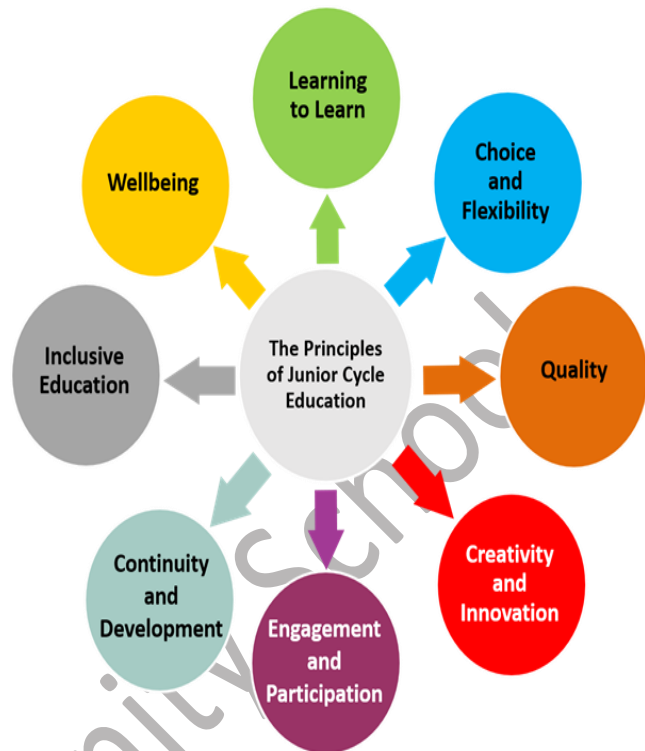 Learning
to Learn
Choice
and
Flexibility
Quality
Creativity
and
Innovation
Engagement
and
Participation
Continuity
and
Development
Inclusive
Education
Wellbeing
The Principles
of Junior Cycle
Education